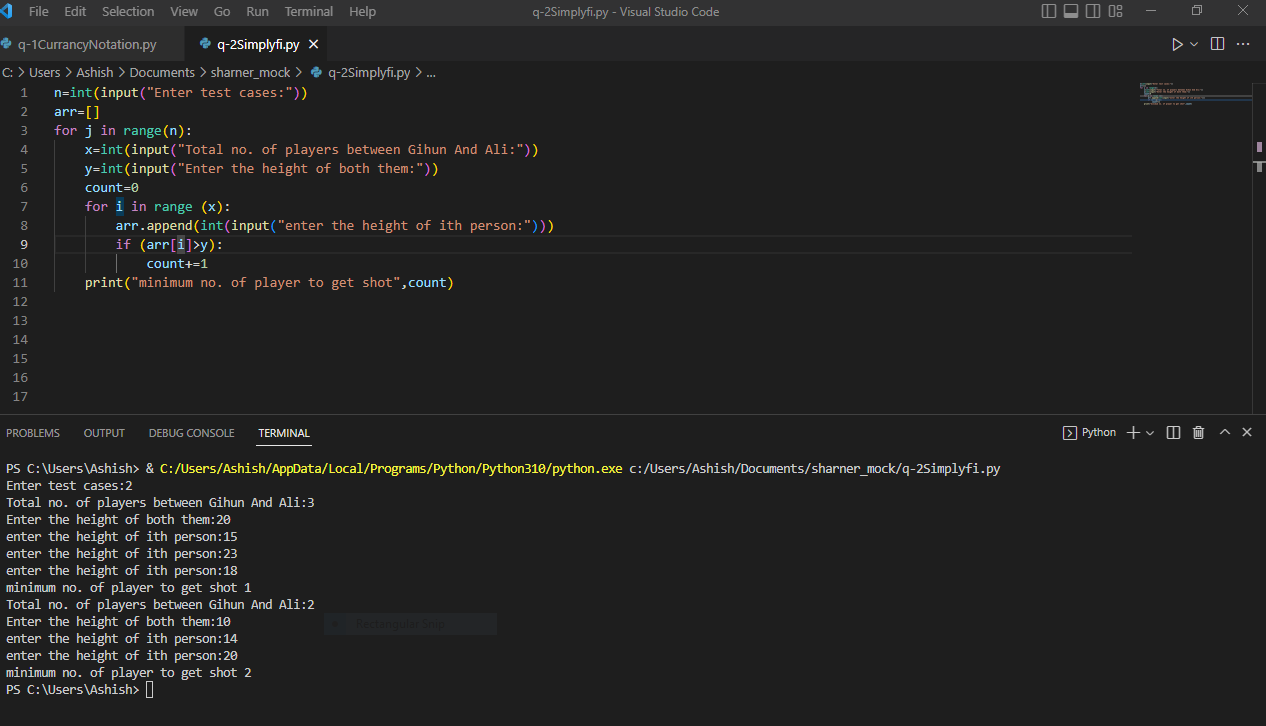 File Edit Selection View Go Run Terminal Help q-2Simplyfi.py - Visual Studio Code
q-1CurrancyNotation.py q-2Simplyfi.py
C: > Users > Ashish > Documents > sharner_mock > q-2Simplyfi.py > ...
1 n=int(input("Enter test cases:"))
2 arr=[]
3 for j in range(n):
4 x=int(input("Total no. of players between Gihun And Ali:"))
5 y=int(input("Enter the height of both them:"))
6 count=0
7 for i in range (x):
8 arr.append(int(input("enter the height of ith person:")))
9 if (arr[i]>y):
10 count+=1
11 print("minimum no. of player to get shot",count)
12
13
14
15
16
17
PROBLEMS OUTPUT DEBUG CONSOLE TERMINAL Python
PS C:\Users\Ashish> & C:/Users/Ashish/AppData/Local/Programs/Python/Python310/python.exe c:/Users/Ashish/Documents/sharner_mock/q-2Simplyfi.py
Enter test cases:2
Total no. of players between Gihun And Ali:3
Enter the height of both them:20
enter the height of ith person:15
enter the height of ith person:23
enter the height of ith person:18
minimum no. of player to get shot 1
Total no. of players between Gihun And Ali:2
Enter the height of both them:10
Rectangular Snip
enter the height of ith person:14
enter the height of ith person:20
minimum no. of player to get shot 2
PS C:\Users\Ashish>